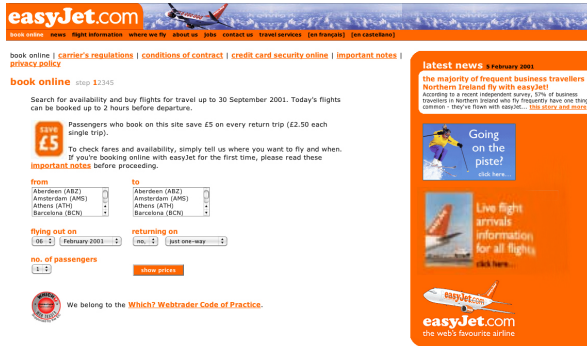 easyJet.com
book online news flight information where we fly about us jobs contact us travel services [en français] [en castellano]
book online | carrier's regulations | conditions of contract | credit card security online | important notes |
privacy policy
book online step 12345
Search for availability and buy flights for travel up to 30 September 2001. Today's flights
can be booked up to 2 hours before departure.
save
£5
Passengers who book on this site save £5 on every return trip (£2.50 each
single trip).
To check fares and availability, simply tell us where you want to fly and when.
If you're booking online with easyJet for the first time, please read these
important notes before proceeding.
from to
Aberdeen (ABZ) Aberdeen (ABZ)
Amsterdam (AMS) Amsterdam (AMS)
Athens (ATH) Athens (ATH)
Barcelona (BCN) Barcelona (BCN)
flying out on returning on
06 February 2001 no, just one-way
no. of passengers
1 show prices
WHICH?
We belong to the Which? Webtrader Code of Practice.
latest news 5 February 2001
the majority of frequent business travellers
Northern Ireland fly with easyJet!
According to a recent independent survey, 57% of business
travellers in Northern Ireland who fly frequently have one thing
common - they've flown with easyJet... this story and more
Going
on the
piste?
click here...
Live flight
arrivals
information
for all flights
click here...
easyJet.com
easyJet.com
the web's favourite airline